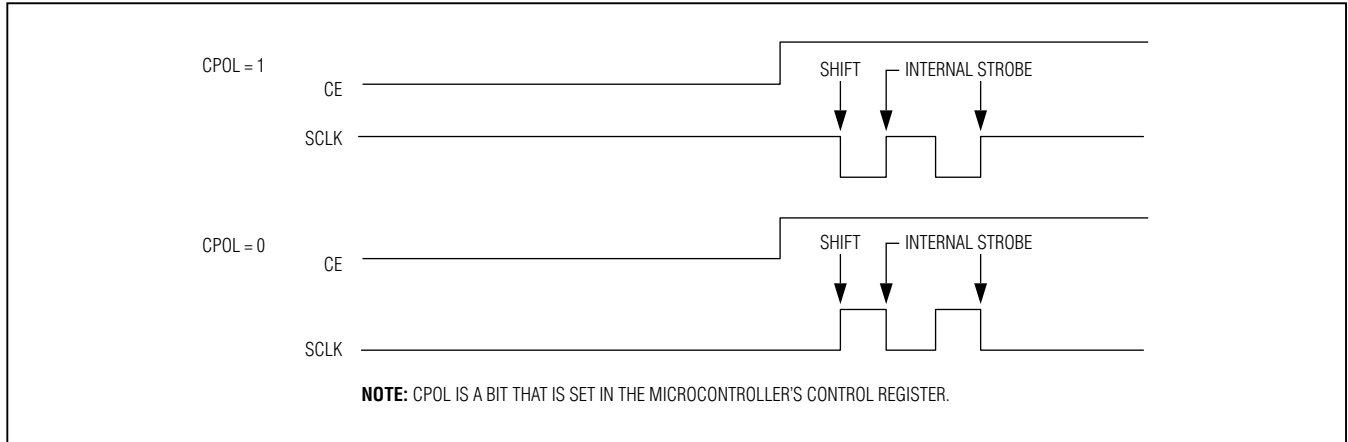 CPOL = 1
CE
SHIFT
INTERNAL STROBE
SCLK
CPOL = 0
CE
SHIFT
INTERNAL STROBE
SCLK
NOTE: CPOL IS A BIT THAT IS SET IN THE MICROCONTROLLER'S CONTROL REGISTER.